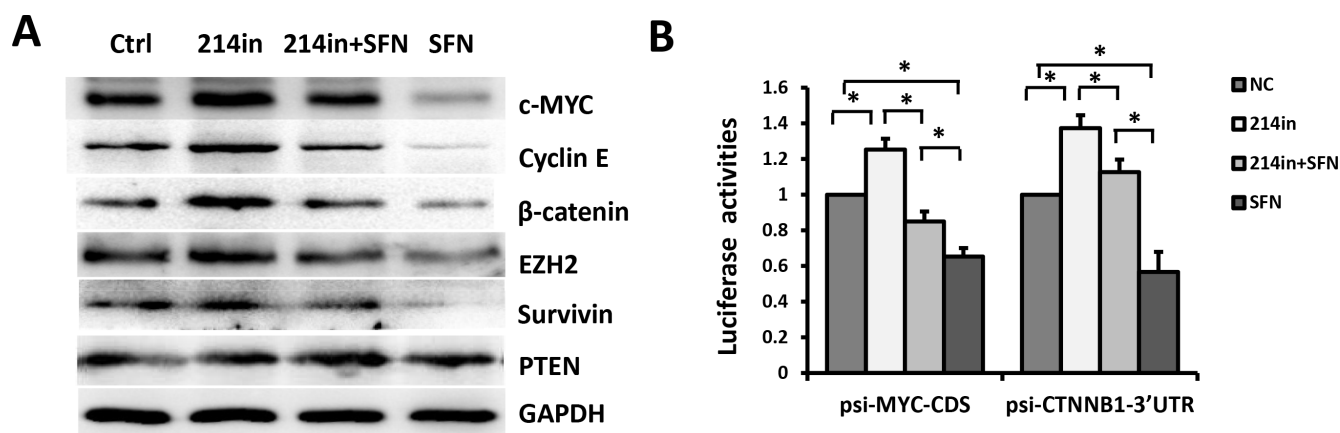 A
Ctrl 214in 214in+SFN SFN
c-MYC
Cyclin E
β-catenin
EZH2
Survivin
PTEN
GAPDH
B
Luciferase activities
1.6
1.4
1.2
1
0.8
0.6
0.4
0.2
0
* * * *
* * * *
psi-MYC-CDS psi-CTNNB1-3’UTR
NC
214in
214in+SFN
SFN